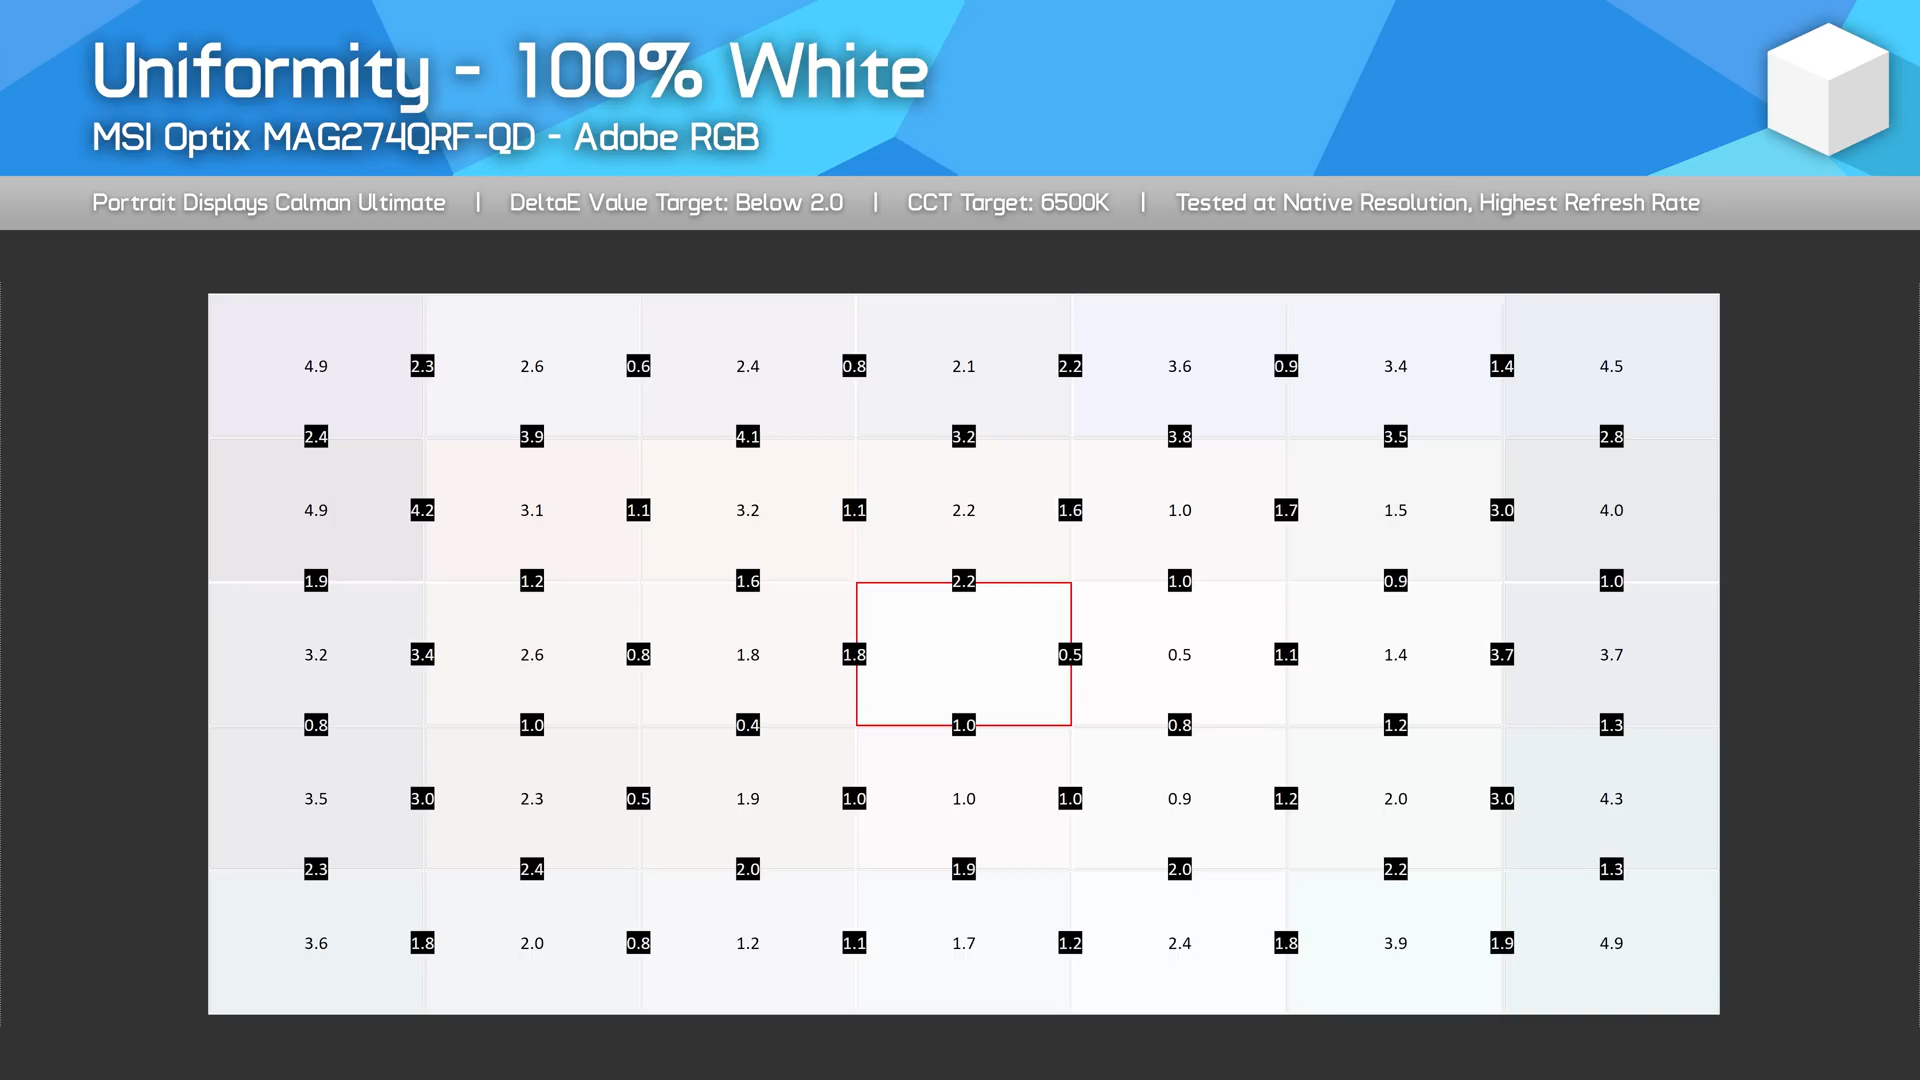 Uniformity - 100% White
MSI Optix MAG274QRF-QD - Adobe RGB
Portrait Displays Calman Ultimate | DeltaE Value Target: Below 2.0 | CCT Target: 6500K | Tested at Native Resolution, Highest Refresh Rate
4.9 2.3 2.6 0.6 2.4 0.8 2.1 2.2 3.6 0.9 3.4 1.4 4.5
2.4 3.9 4.1 3.2 3.8 3.5 2.8
4.9 4.2 3.1 1.1 3.2 1.1 2.2 1.6 1.0 1.7 1.5 3.0 4.0
1.9 1.2 1.6 2.2 1.0 0.9 1.0
3.2 3.4 2.6 0.8 1.8 1.8 0.5 0.5 1.1 1.4 3.7 3.7
0.8 1.0 0.4 1.0 0.8 1.2 1.3
3.5 3.0 2.3 0.5 1.9 1.0 1.0 1.0 0.9 1.2 2.0 3.0 4.3
2.3 2.4 2.0 1.9 2.0 2.2 1.3
3.6 1.8 2.0 0.8 1.2 1.1 1.7 1.2 2.4 1.8 3.9 1.9 4.9